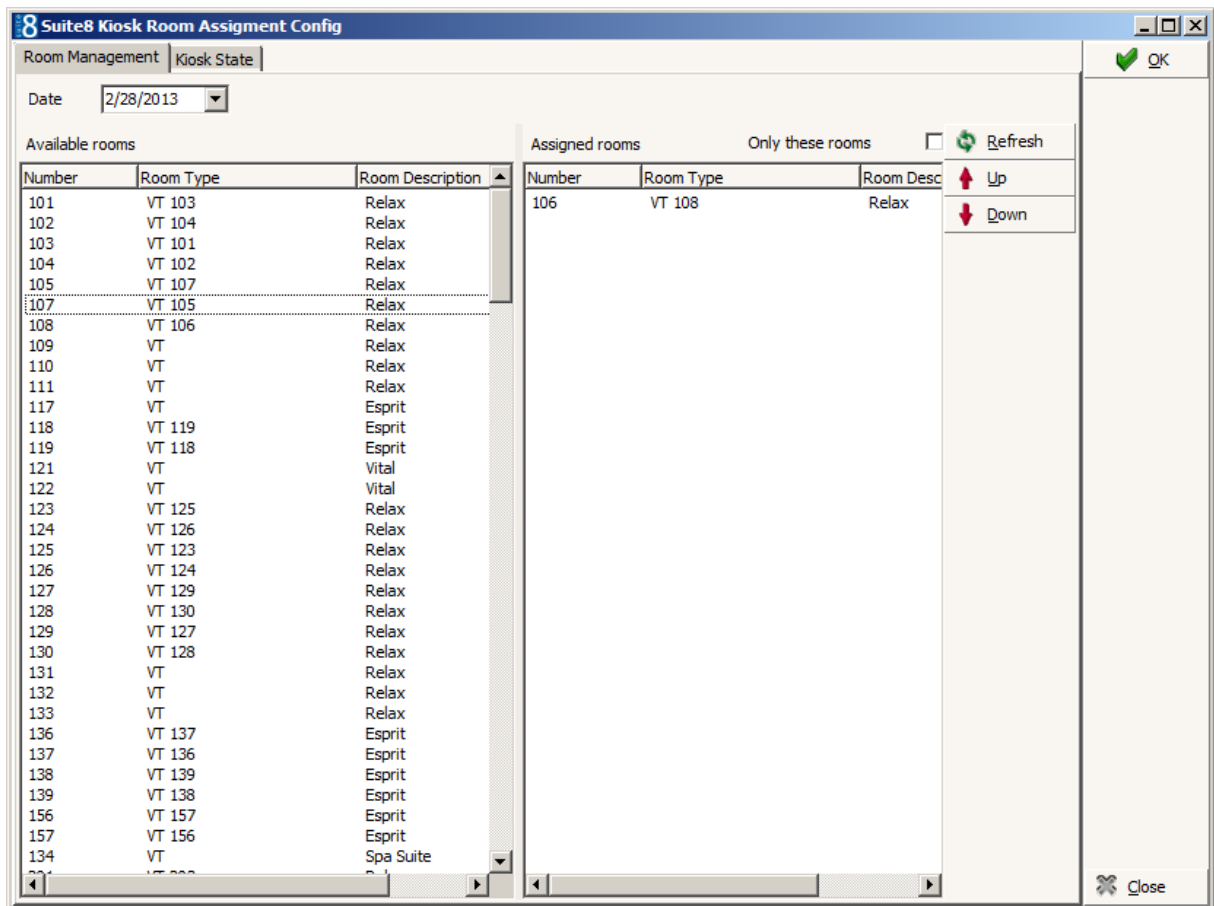 8 Suite8 Kiosk Room Assigment Config
Room Management Kiosk State
OK
Date 2/28/2013
Available rooms
Number Room Type Room Description
101 VT 103 Relax
102 VT 104 Relax
103 VT 101 Relax
104 VT 102 Relax
105 VT 107 Relax
107 VT 105 Relax
108 VT 106 Relax
109 VT Relax
110 VT Relax
111 VT Relax
117 VT Esprit
118 VT 119 Esprit
119 VT 118 Esprit
121 VT Vital
122 VT Vital
123 VT 125 Relax
124 VT 126 Relax
125 VT 123 Relax
126 VT 124 Relax
127 VT 129 Relax
128 VT 130 Relax
129 VT 127 Relax
130 VT 128 Relax
131 VT Relax
132 VT Relax
133 VT Relax
136 VT 137 Esprit
137 VT 136 Esprit
138 VT 139 Esprit
139 VT 138 Esprit
156 VT 157 Esprit
157 VT 156 Esprit
134 VT Spa Suite
Assigned rooms Only these rooms
Number Room Type Room Desc
106 VT 108 Relax
Refresh
Up
Down
Close